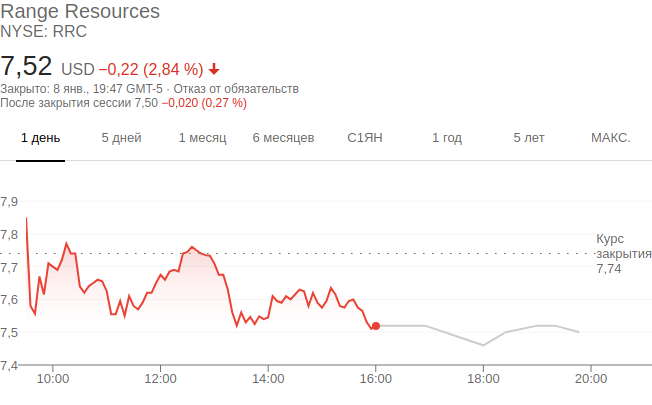 Range Resources
NYSE: RRC
7,52 USD −0,22 (2,84 %)
Закрыто: 8 янв., 19:47 GMT-5 · Отказ от обязательств
После закрытия сессии 7,50 −0,020 (0,27 %)
1 день 5 дней 1 месяц 6 месяцев С1ЯН 1 год 5 лет МАКС.
7,9
7,8
Курс
закрытия
7,74
7,7
7,6
7,5
7,4
10:00 12:00 14:00 16:00 18:00 20:00